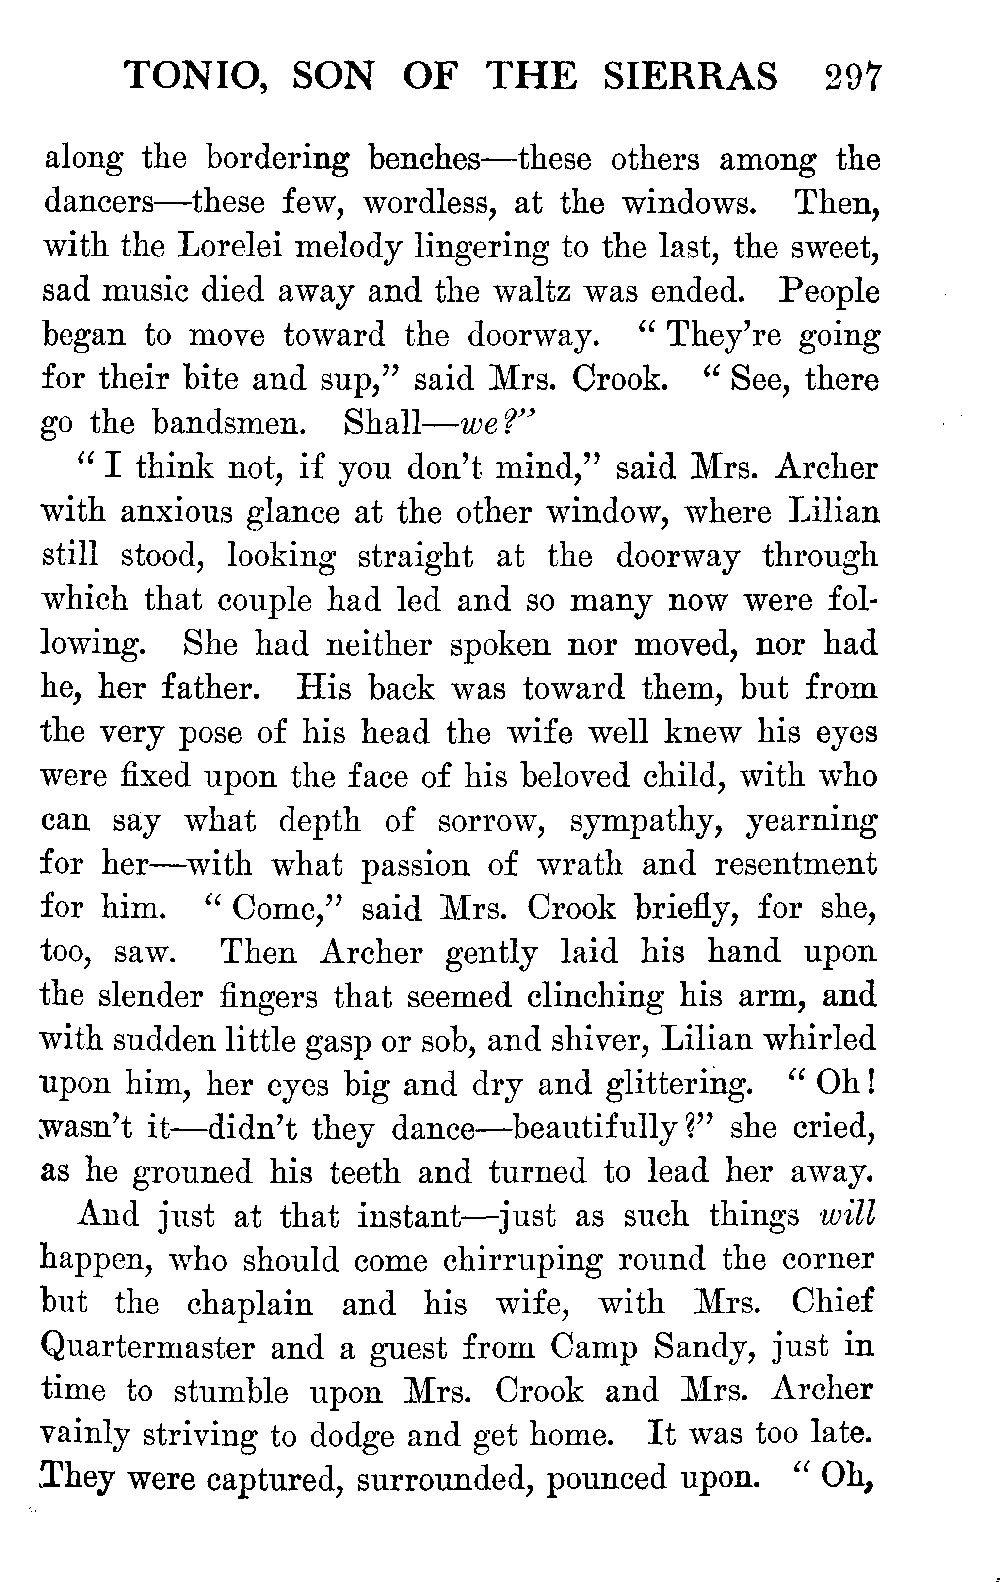 TONIO, SON OF THE SIERRAS 297
along the bordering benches—these others among the
dancers—these few, wordless, at the windows. Then,
with the Lorelei melody lingering to the last, the sweet,
sad music died away and the waltz was ended. People
began to move toward the doorway. “ They’re going
for their bite and sup,” said Mrs. Crook. “ See, there
go the bandsmen. Shall—we?”
“ I think not, if you don’t mind,” said Mrs. Archer
with anxious glance at the other window, where Lilian
still stood, looking straight at the doorway through
which that couple had led and so many now were fol-
lowing. She had neither spoken nor moved, nor had
he, her father. His back was toward them, but from
the very pose of his head the wife well knew his eyes
were fixed upon the face of his beloved child, with who
can say what depth of sorrow, sympathy, yearning
for her—with what passion of wrath and resentment
for him. “ Come,” said Mrs. Crook briefly, for she,
too, saw. Then Archer gently laid his hand upon
the slender fingers that seemed clinching his arm, and
with sudden little gasp or sob, and shiver, Lilian whirled
upon him, her eyes big and dry and glittering. “ Oh!
wasn’t it—didn’t they dance—beautifully?” she cried,
as he grouned his teeth and turned to lead her away.
And just at that instant—just as such things will
happen, who should come chirruping round the corner
but the chaplain and his wife, with Mrs. Chief
Quartermaster and a guest from Camp Sandy, just in
time to stumble upon Mrs. Crook and Mrs. Archer
vainly striving to dodge and get home. It was too late.
They were captured, surrounded, pounced upon. “ Oh,